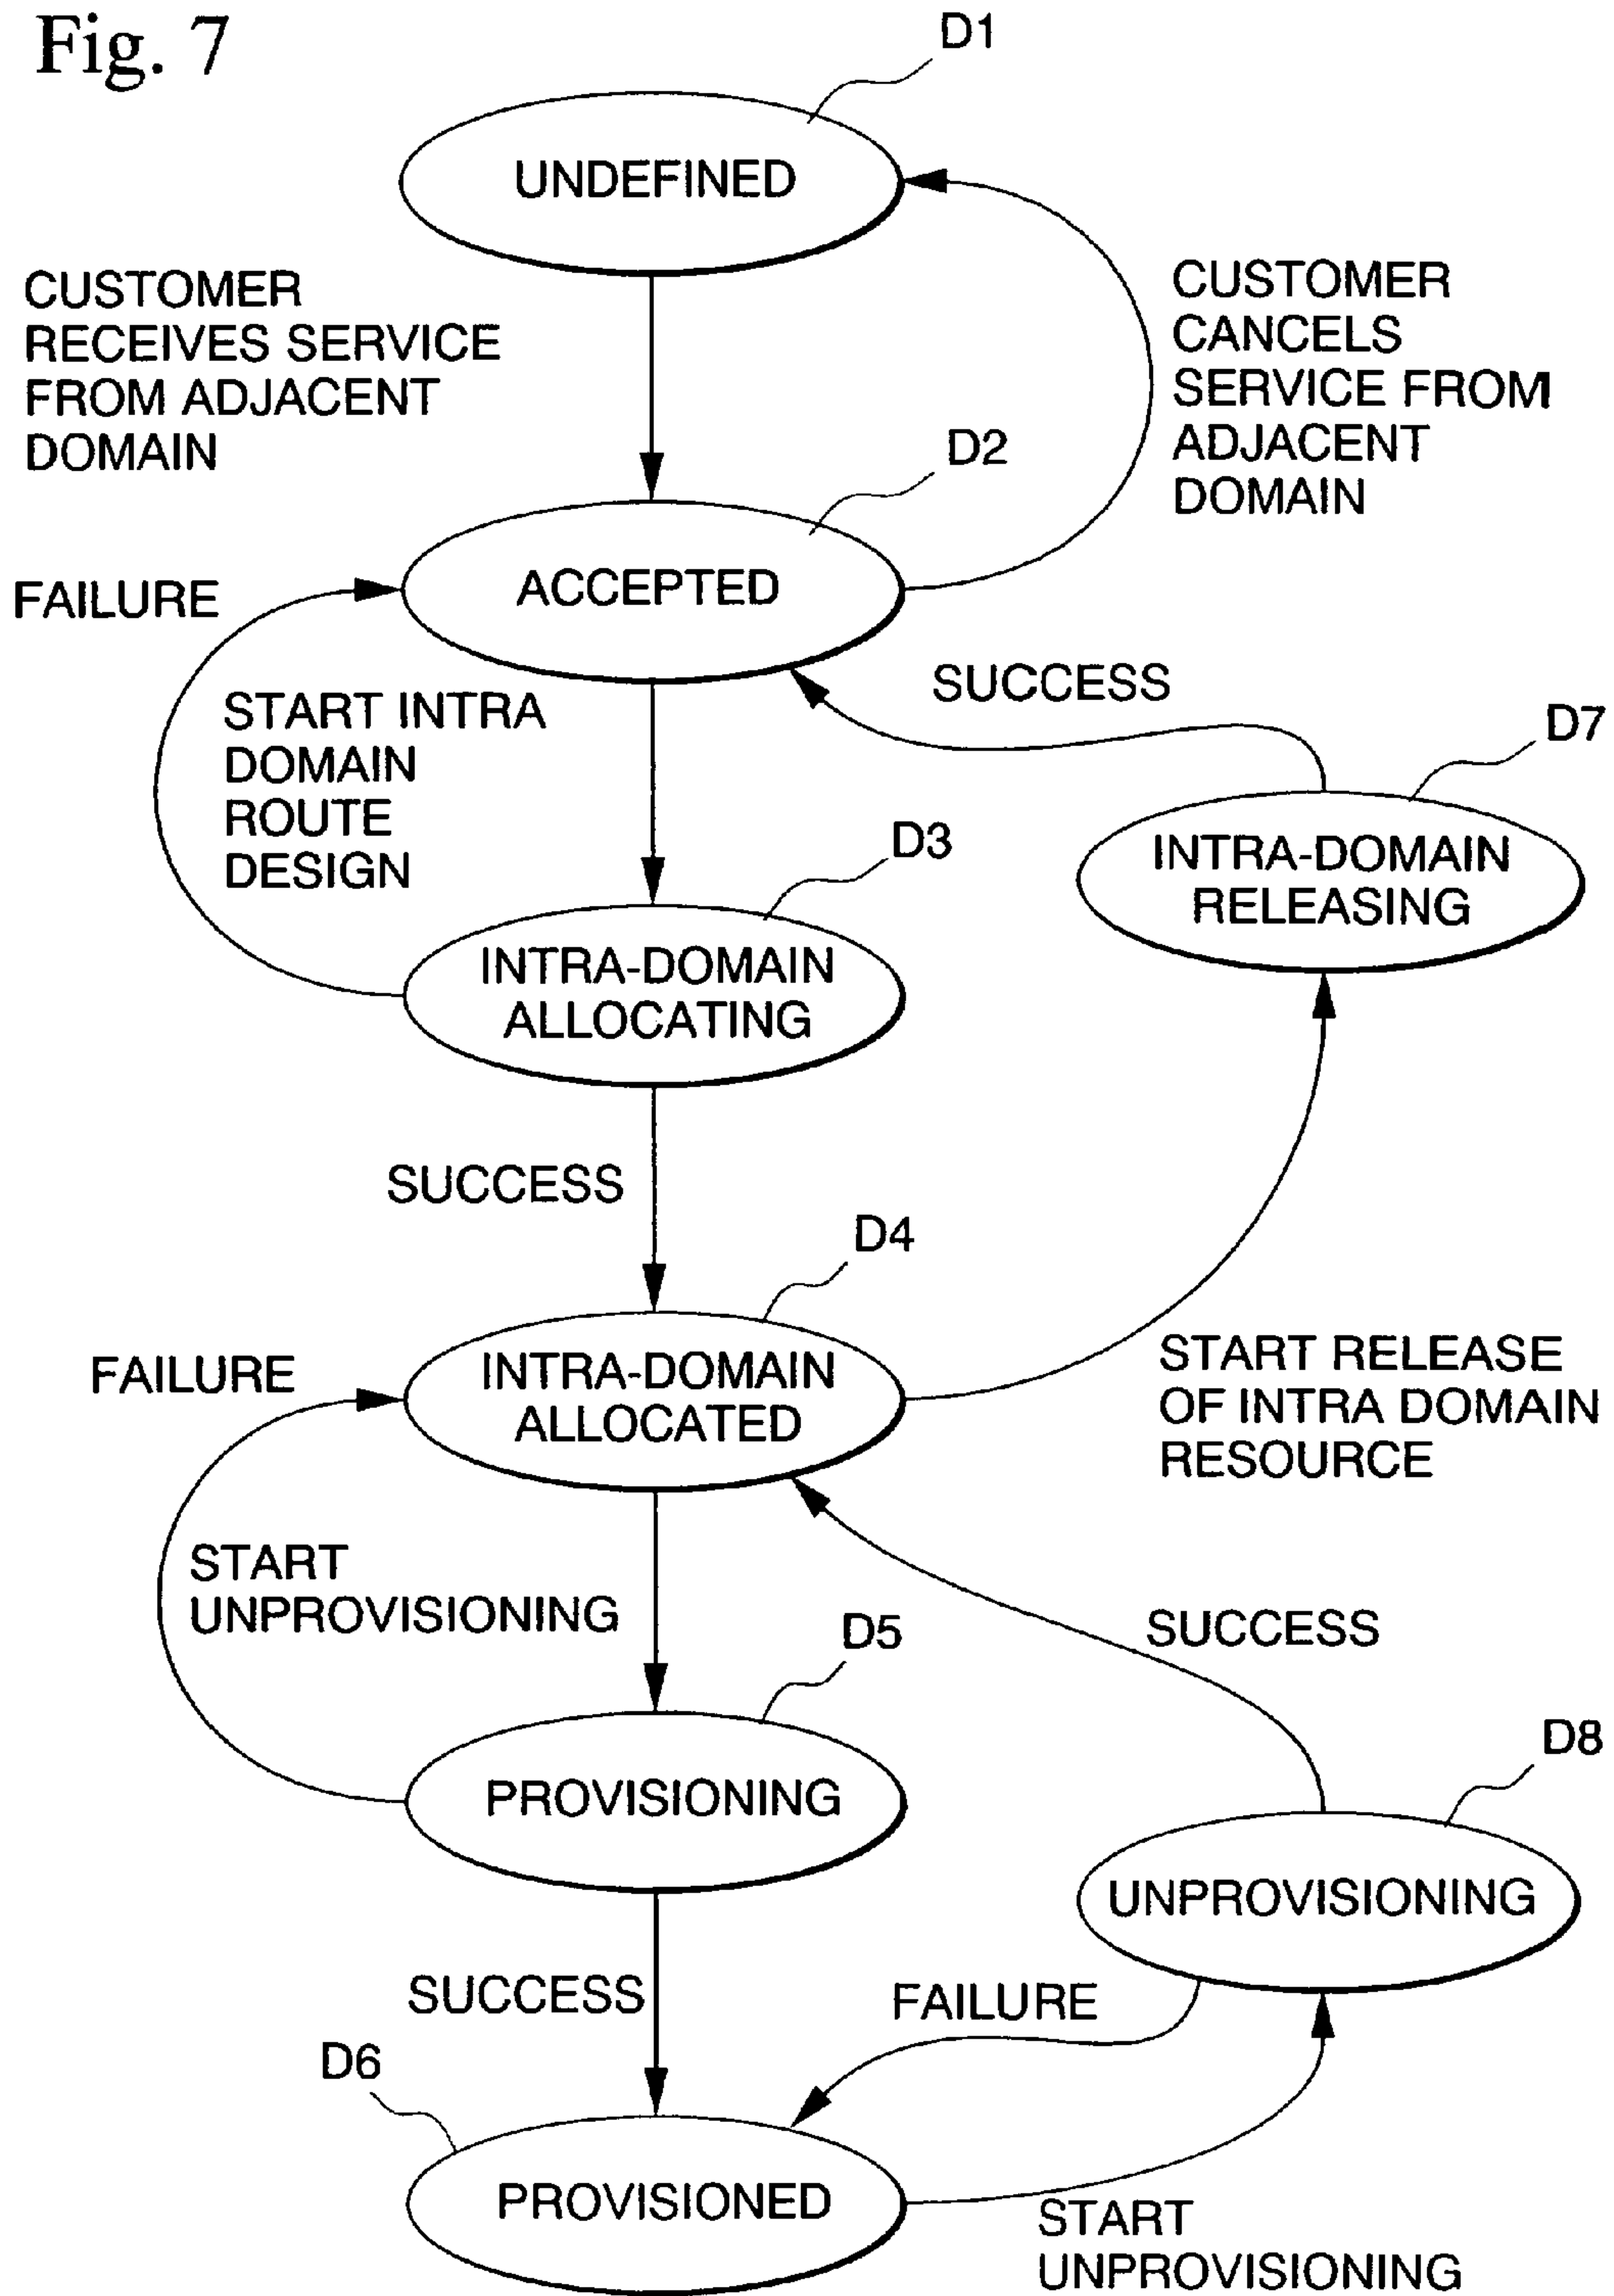 Fig. 7
D1
UNDEFINED
CUSTOMER
RECEIVES SERVICE
FROM ADJACENT
DOMAIN
CUSTOMER
CANCELS
SERVICE FROM
ADJACENT
DOMAIN
D2
ACCEPTED
FAILURE
START INTRA
DOMAIN
ROUTE
DESIGN
SUCCESS
D7
INTRA-DOMAIN
RELEASING
D3
INTRA-DOMAIN
ALLOCATING
SUCCESS
D4
INTRA-DOMAIN
ALLOCATED
FAILURE
START RELEASE
OF INTRA DOMAIN
RESOURCE
START
UNPROVISIONING
SUCCESS
D5
PROVISIONING
D8
UNPROVISIONING
SUCCESS
FAILURE
D6
PROVISIONED
START
UNPROVISIONING